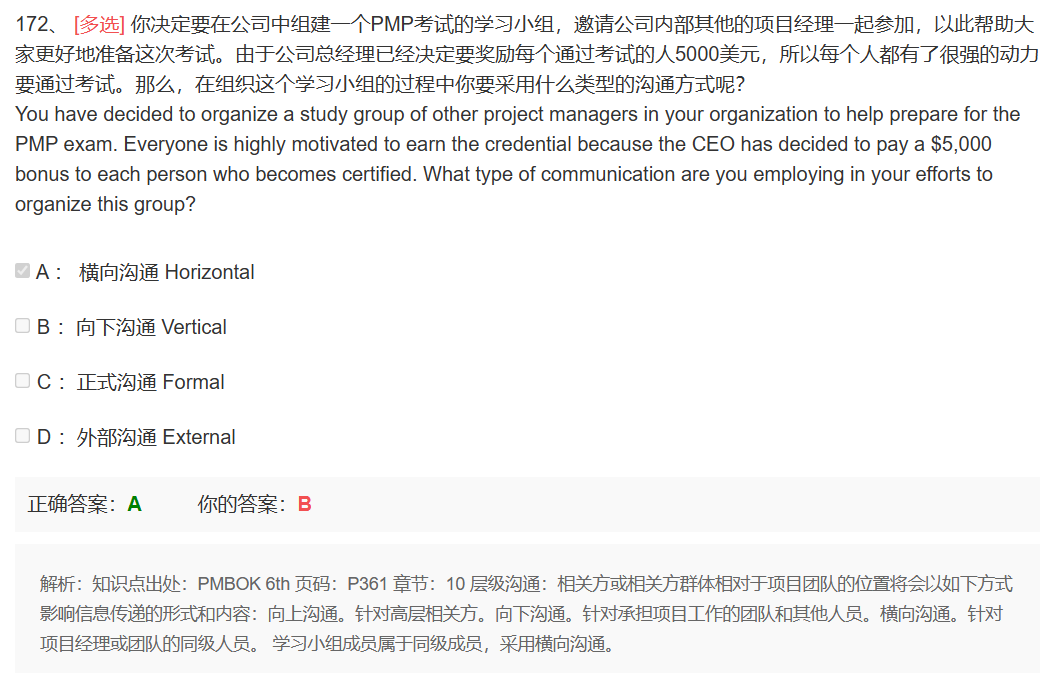 172、 [多选] 你决定要在公司中组建一个PMP考试的学习小组，邀请公司内部其他的项目经理一起参加，以此帮助大
家更好地准备这次考试。由于公司总经理已经决定要奖励每个通过考试的人5000美元，所以每个人都有了很强的动力
要通过考试。那么，在组织这个学习小组的过程中你要采用什么类型的沟通方式呢?
You have decided to organize a study group of other project managers in your organization to help prepare for the
PMP exam. Everyone is highly motivated to earn the credential because the CEO has decided to pay a $5,000
bonus to each person who becomes certified. What type of communication are you employing in your efforts to
organize this group?
A： 横向沟通 Horizontal
B：向下沟通 Vertical
C：正式沟通 Formal
D：外部沟通 External
正确答案：A 你的答案：B
解析：知识点出处：PMBOK 6th 页码：P361 章节：10 层级沟通：相关方或相关方群体相对于项目团队的位置将会以如下方式
影响信息传递的形式和内容：向上沟通。针对高层相关方。向下沟通。针对承担项目工作的团队和其他人员。横向沟通。针对
项目经理或团队的同级人员。 学习小组成员属于同级成员，采用横向沟通。